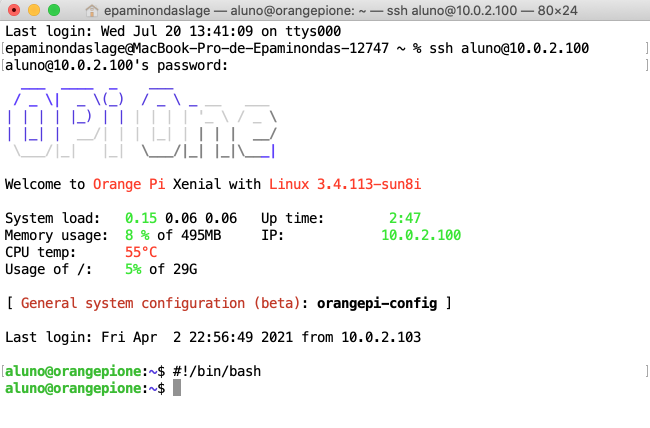 epaminondaslage — aluno@orangepione: ~ — ssh aluno@10.0.2.100 — 80×24
Last login: Wed Jul 20 13:41:09 on ttys000
[epaminondaslage@MacBook-Pro-de-Epaminondas-12747 ~ % ssh aluno@10.0.2.100 ]
[aluno@10.0.2.100's password: ]
OPi One
Welcome to Orange Pi Xenial with Linux 3.4.113-sun8i
System load: 0.15 0.06 0.06 Up time: 2:47
Memory usage: 8 % of 495MB IP: 10.0.2.100
CPU temp: 55°C
Usage of /: 5% of 29G
[ General system configuration (beta): orangepi-config ]
Last login: Fri Apr  2 22:56:49 2021 from 10.0.2.103
[aluno@orangepione:~$ #!/bin/bash ]
aluno@orangepione:~$